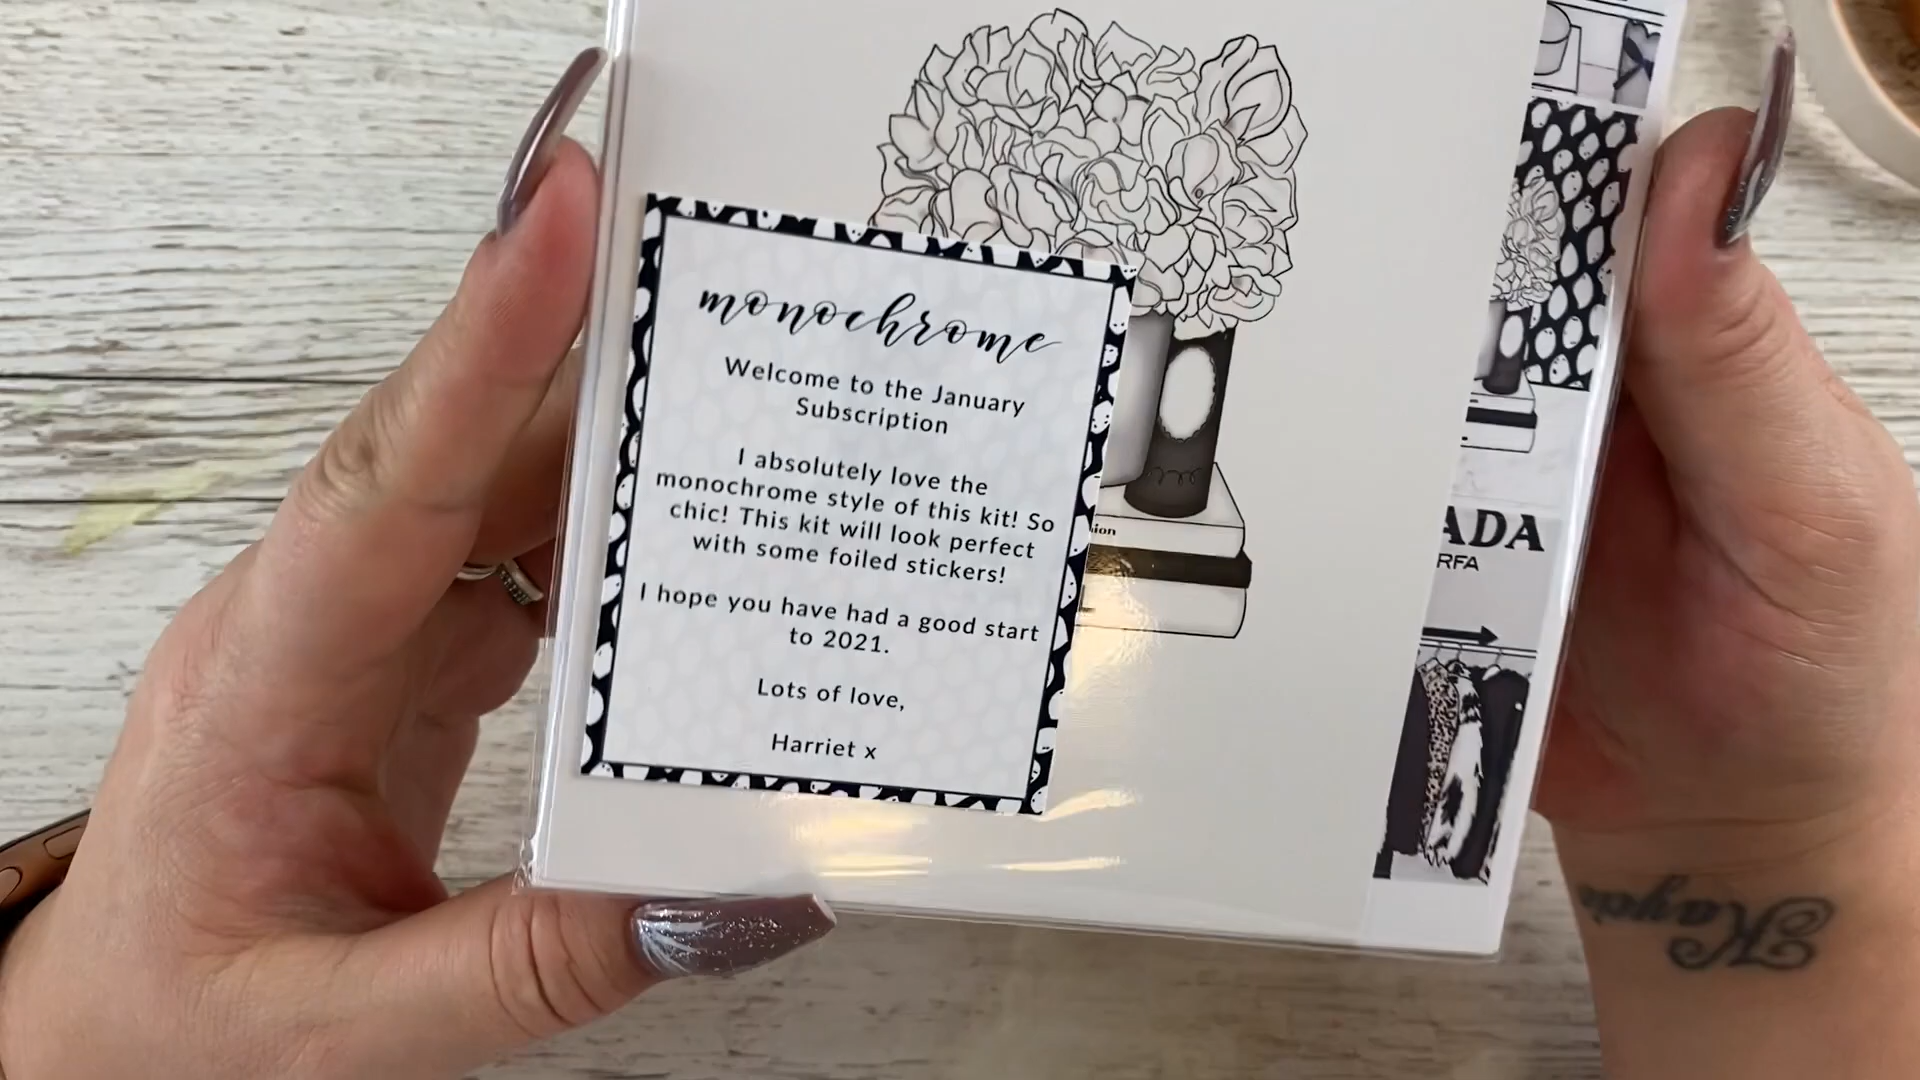 monochrome
Welcome to the January
Subscription
I absolutely love the
monochrome style of this kit! So
chic! This kit will look perfect
with some foiled stickers!
I hope you have had a good start
to 2021.
Lots of love,
Harriet x
ADA
RFA